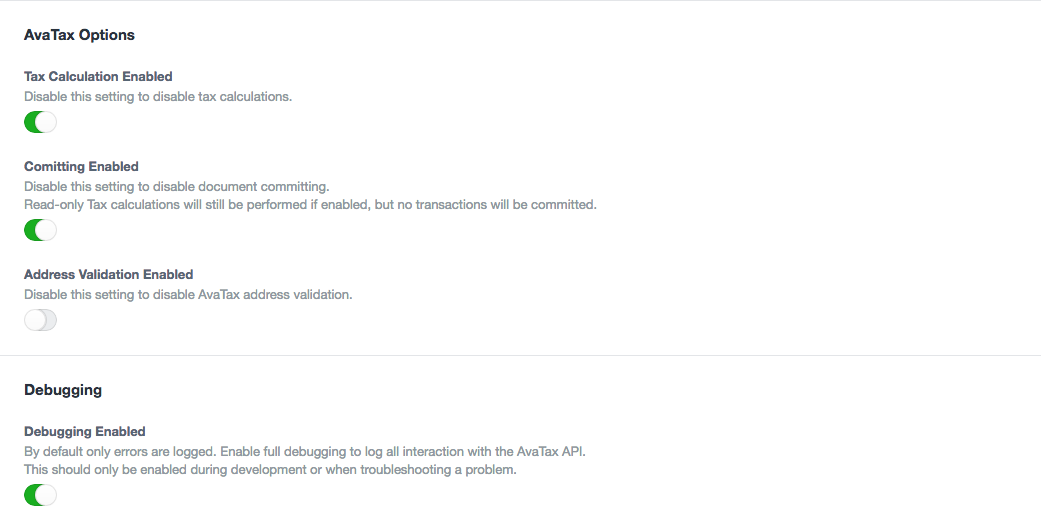 AvaTax Options
Tax Calculation Enabled
Disable this setting to disable tax calculations.
Comitting Enabled
Disable this setting to disable document committing.
Read-only Tax calculations will still be performed if enabled, but no transactions will be committed.
Address Validation Enabled
Disable this setting to disable AvaTax address validation.
Debugging
Debugging Enabled
By default only errors are logged. Enable full debugging to log all interaction with the AvaTax API.
This should only be enabled during development or when troubleshooting a problem.